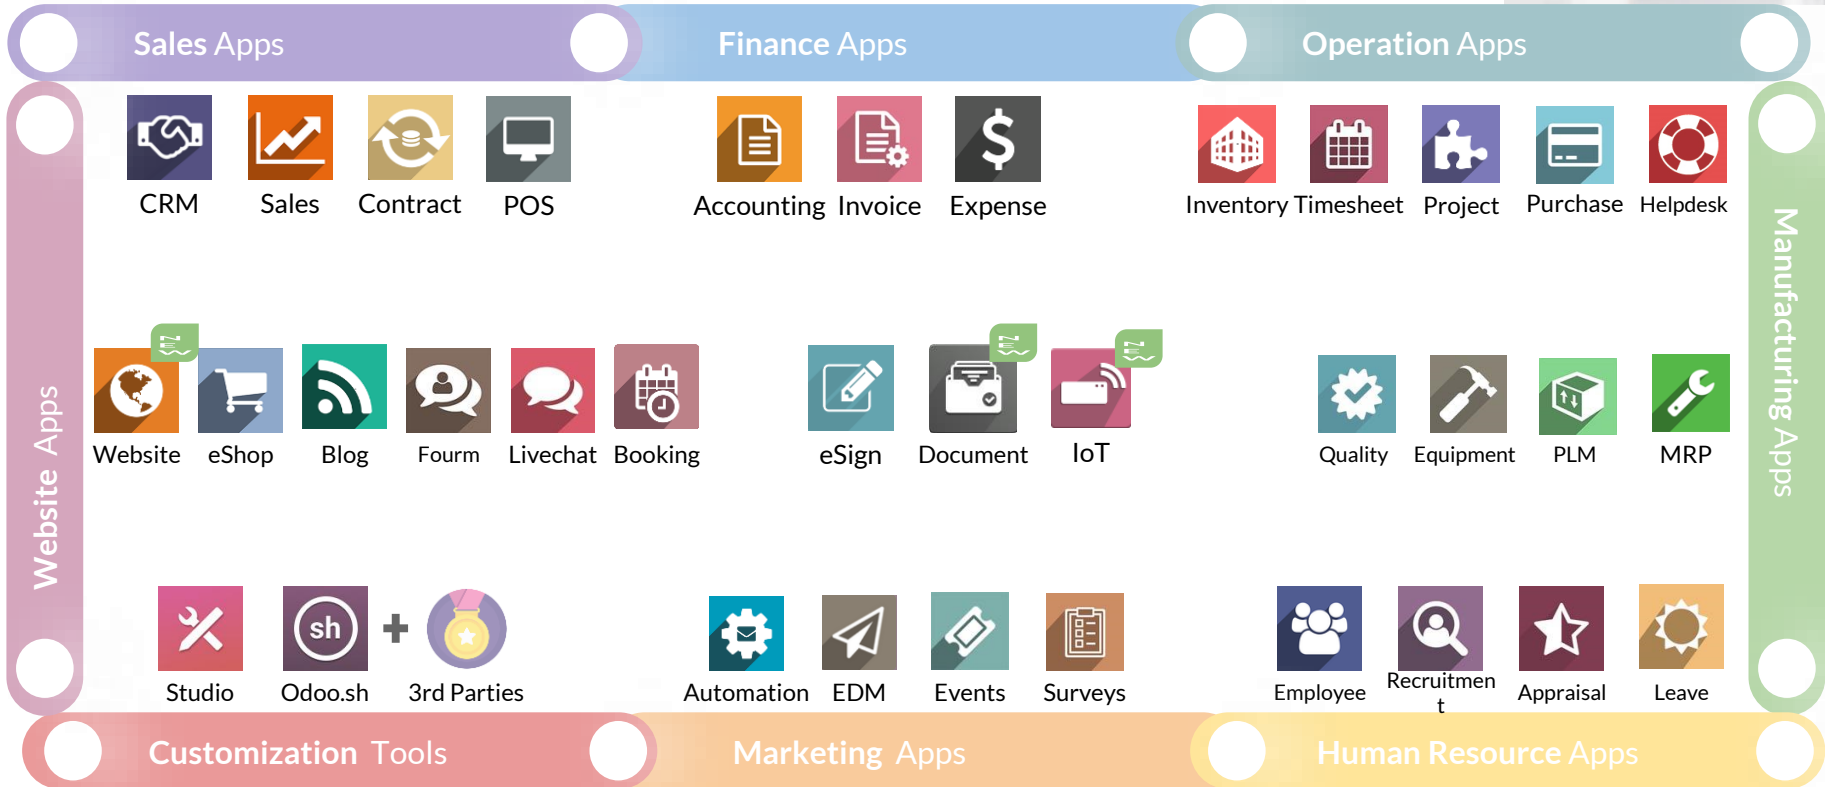 Sales Apps
Finance Apps
Operation Apps
CRM
Sales
Contract
POS
Accounting
Invoice
Expense
Inventory
Timesheet
Project
Purchase
Helpdesk
Website Apps
Manufacturing Apps
Website
eShop
Blog
Fourm
Livechat
Booking
eSign
Document
IoT
Quality
Equipment
PLM
MRP
sh
Studio
Odoo.sh
3rd Parties
Automation
EDM
Events
Surveys
Employee
Recruitmen
t
Appraisal
Leave
Customization Tools
Marketing Apps
Human Resource Apps